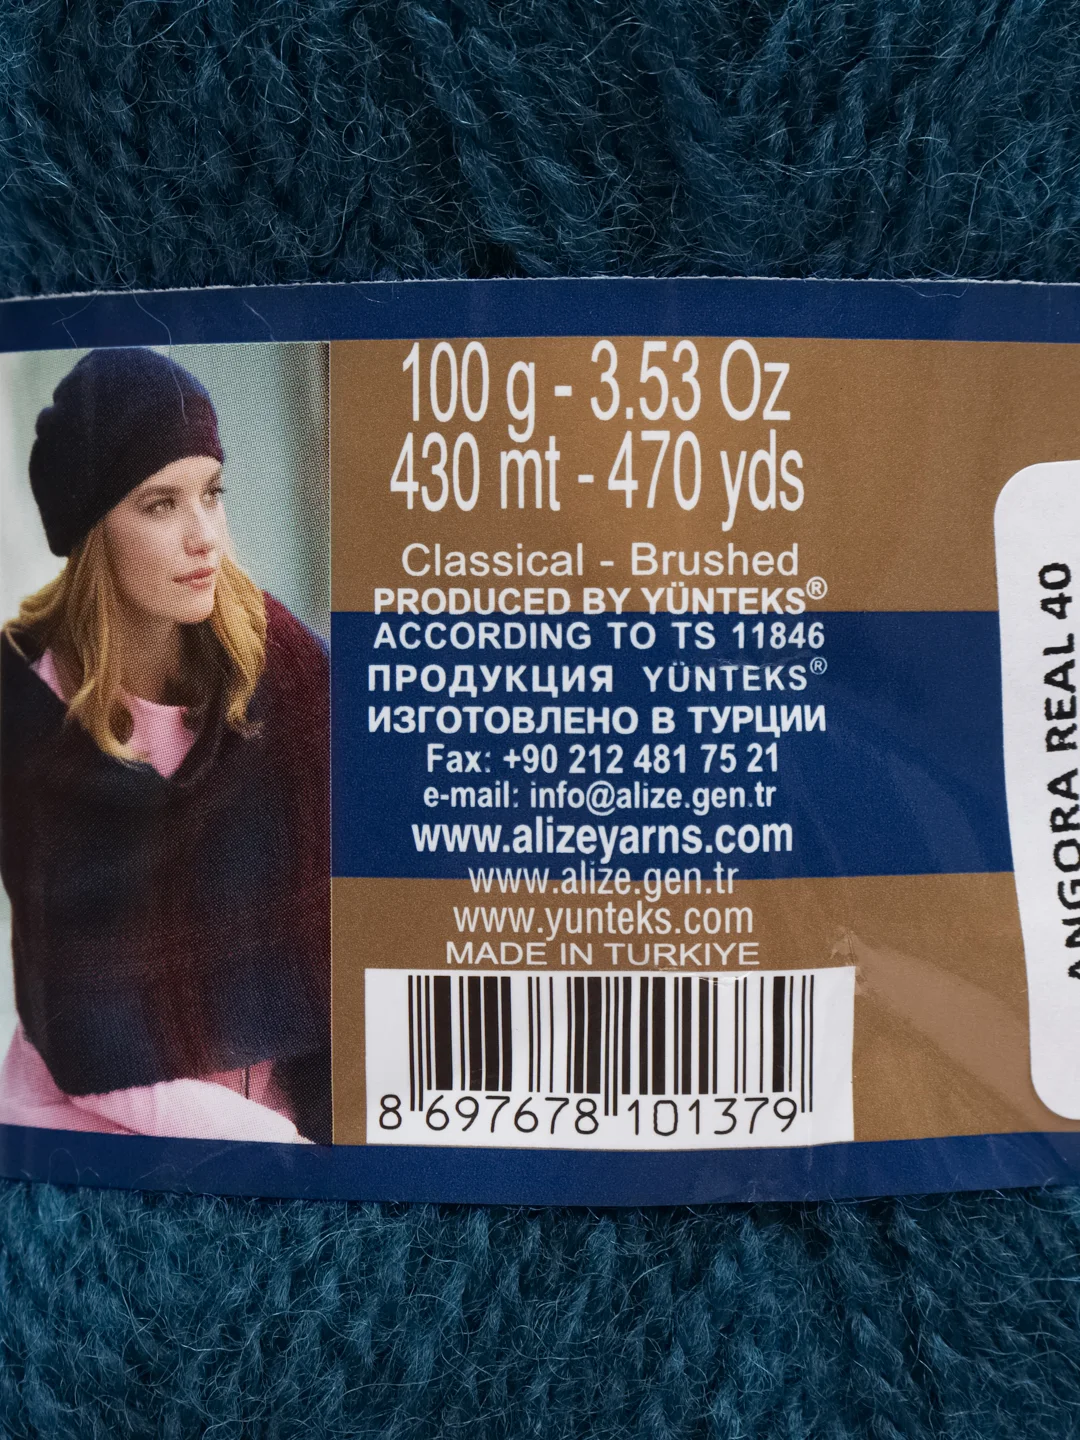 100 g - 3.53 Oz
430 mt - 470 yds
Classical - Brushed
PRODUCED BY YÜNTEKS®
ACCORDING TO TS 11846
ПРОДУКЦИЯ YÜNTEKS®
ИЗГОТОВЛЕНО В ТУРЦИИ
Fax: +90 212 481 75 21
e-mail: info@alize.gen.tr
www.alizeyarns.com
www.alize.gen.tr
www.yunteks.com
MADE IN TURKIYE
8 697678 101379
ANGORA REAL 40